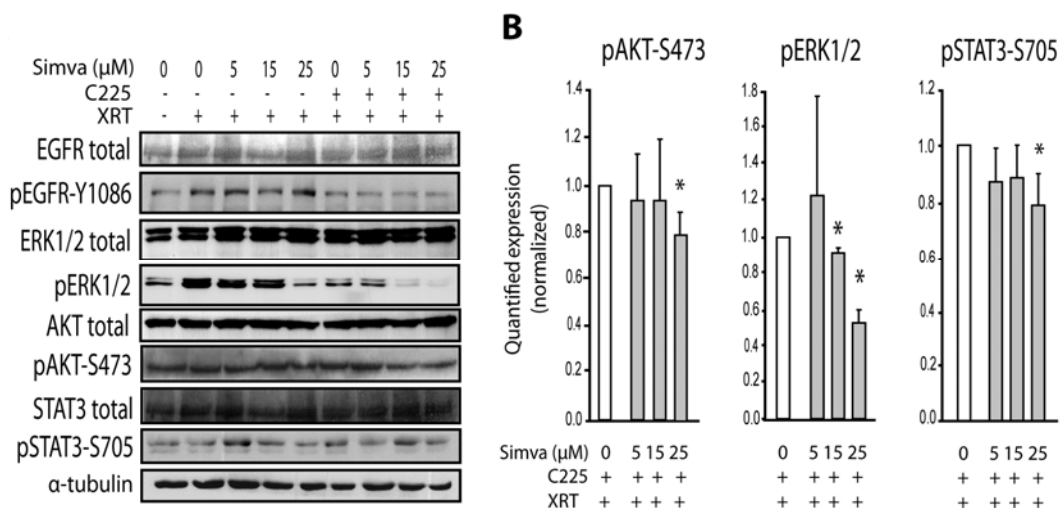 Simva (μM) 0 0 5 15 25 0 5 15 25
C225 - - - - - + + + +
XRT - + + + + + + + +
EGFR total
pEGFR-Y1086
ERK1/2 total
pERK1/2
AKT total
pAKT-S473
STAT3 total
pSTAT3-S705
α-tubulin
B
pAKT-S473
pERK1/2
pSTAT3-S705
Quantified expression
(normalized)
1.4
1.2
1.0
0.8
0.6
0.4
0.2
0.0
*
1.8
1.6
1.4
1.2
1.0
0.8
0.6
0.4
0.2
0.0
*
*
1.2
1.0
0.8
0.6
0.4
0.2
0.0
*
Simva (μM) 0 5 15 25 0 5 15 25 0 5 15 25
C225 + + + + + + + + + + + +
XRT + + + + + + + + + + + +